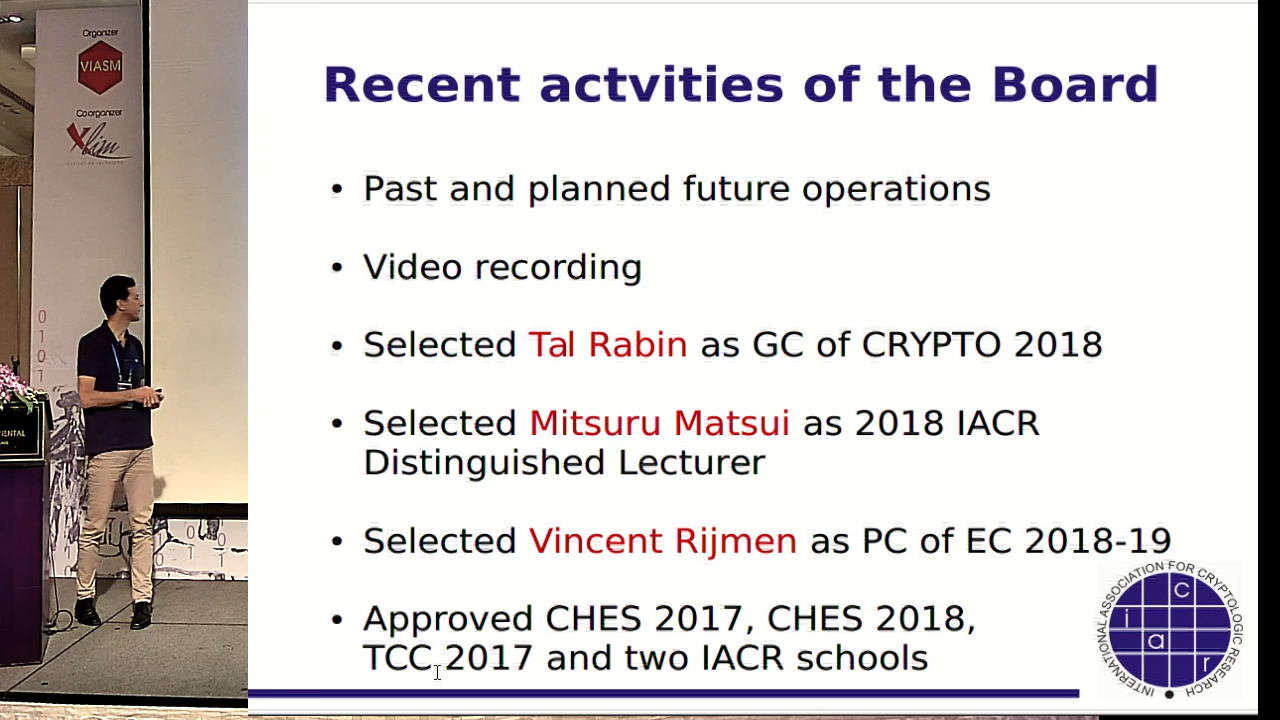 Organizer
VIASM
Coorganizer
Xlim
Recent actvities of the Board
• Past and planned future operations
• Video recording
• Selected Tal Rabin as GC of CRYPTO 2018
• Selected Mitsuru Matsui as 2018 IACR
Distinguished Lecturer
• Selected Vincent Rijmen as PC of EC 2018-19
• Approved CHES 2017, CHES 2018,
TCC 2017 and two IACR schools
INTERNATIONAL ASSOCIATION FOR CRYPTOLOGIC RESEARCH
i a c r